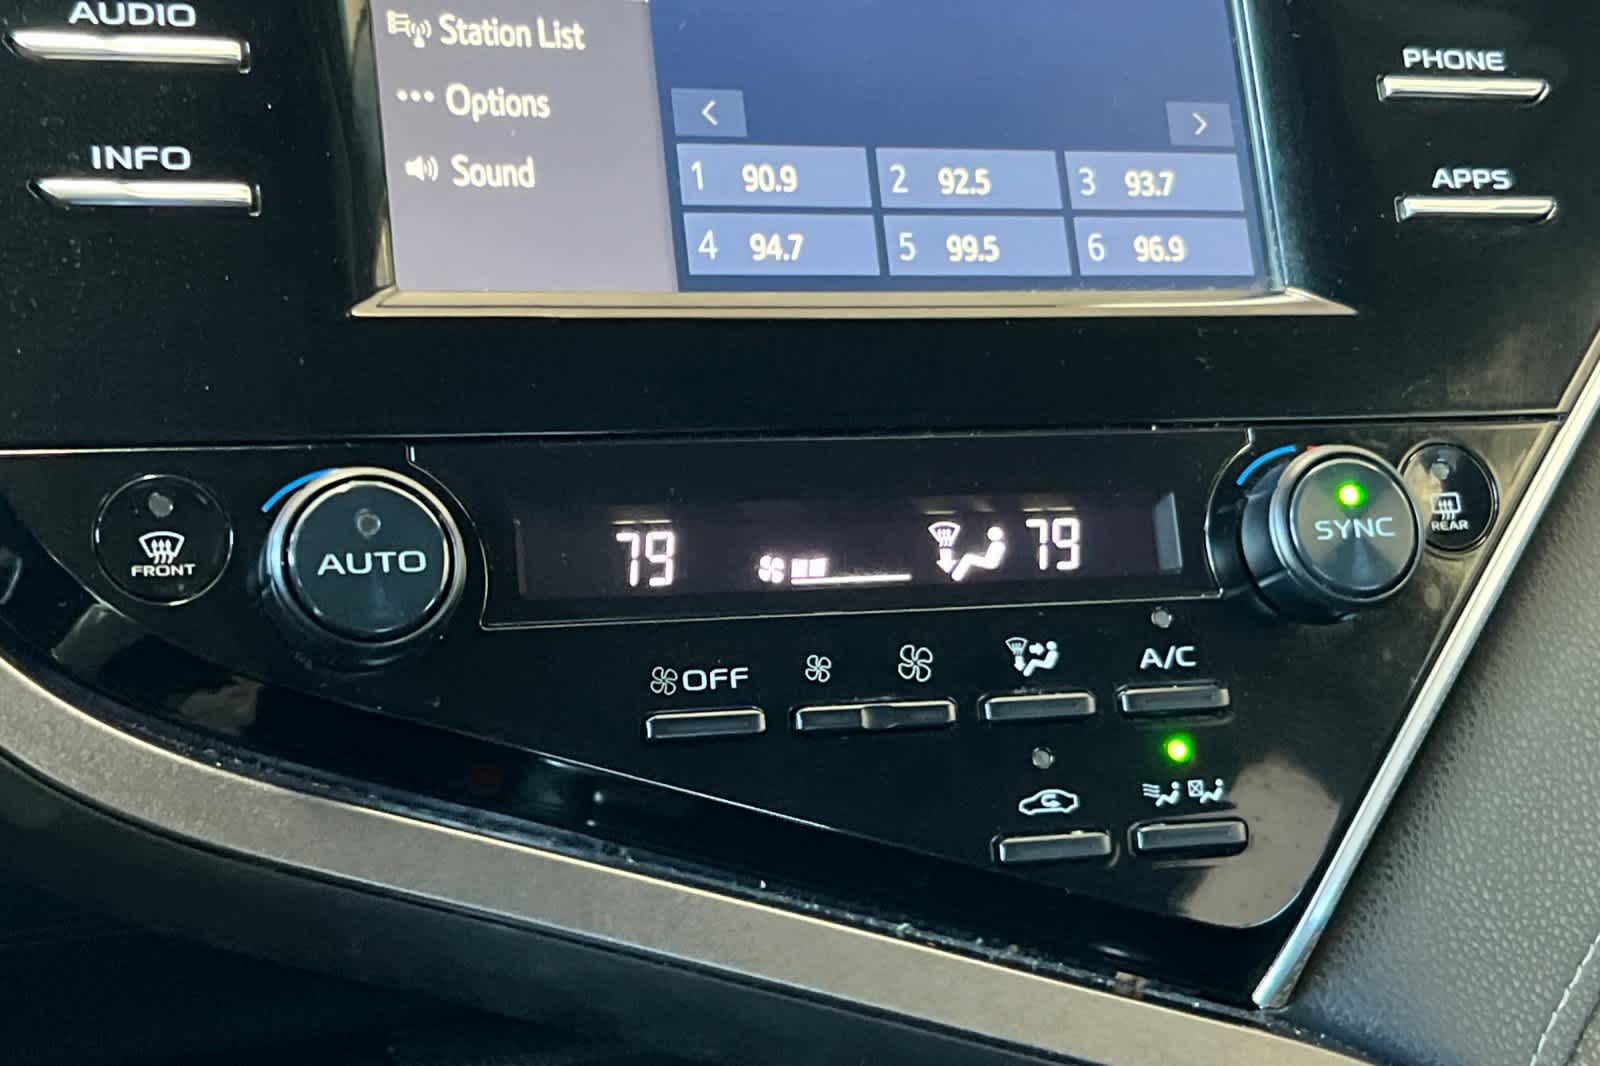 AUDIO
INFO
Station List
Options
Sound
1 90.9
2 92.5
3 93.7
4 94.7
5 99.5
6 96.9
PHONE
APPS
FRONT
AUTO
79
79
SYNC
REAR
OFF
A/C